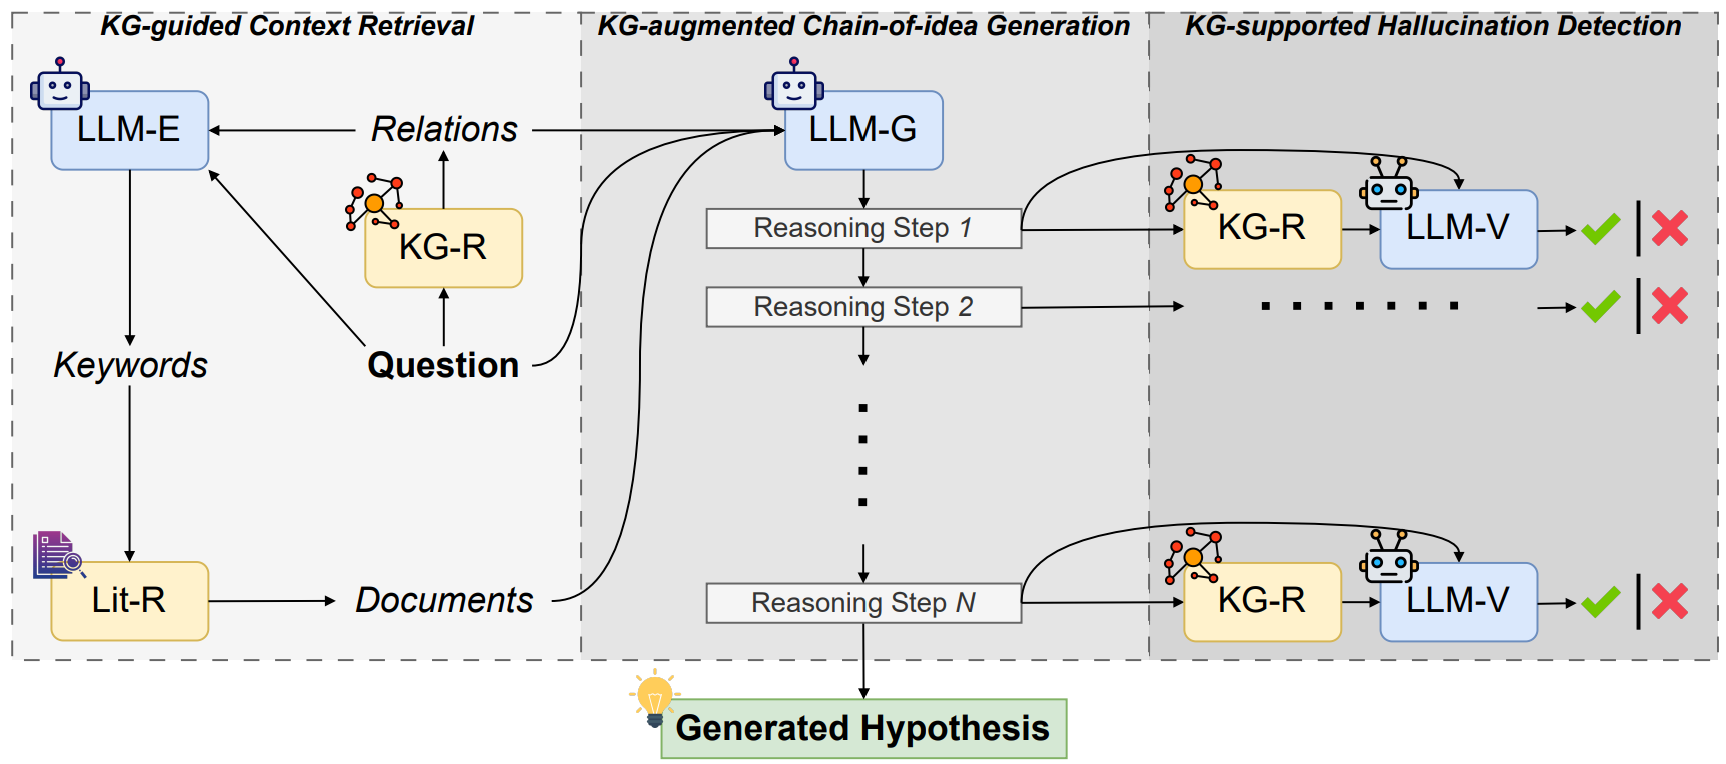 KG-guided Context Retrieval
KG-augmented Chain-of-idea Generation
KG-supported Hallucination Detection
LLM-E
Relations
KG-R
Question
Keywords
Lit-R
Documents
LLM-G
Reasoning Step 1
Reasoning Step 2
Reasoning Step N
KG-R
LLM-V
KG-R
LLM-V
Generated Hypothesis